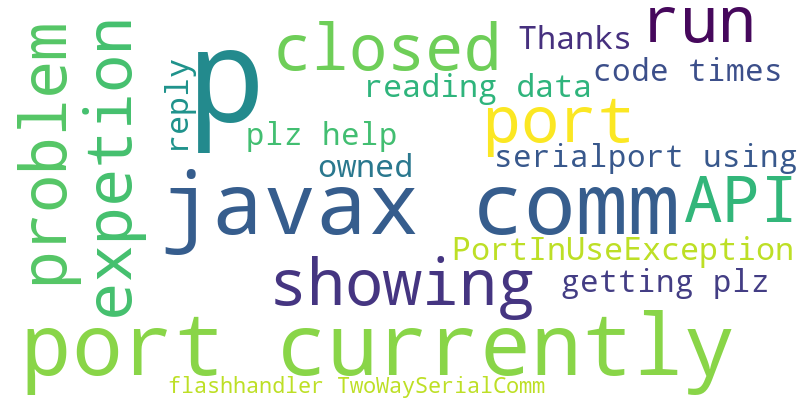 problem
expetion
reply
p
closed
Thanks
run
reading data
code times
port
plz help
owned
serialport using
javax comm
API
PortInUseException
showing
getting plz
port currently
flashhandler TwoWaySerialComm